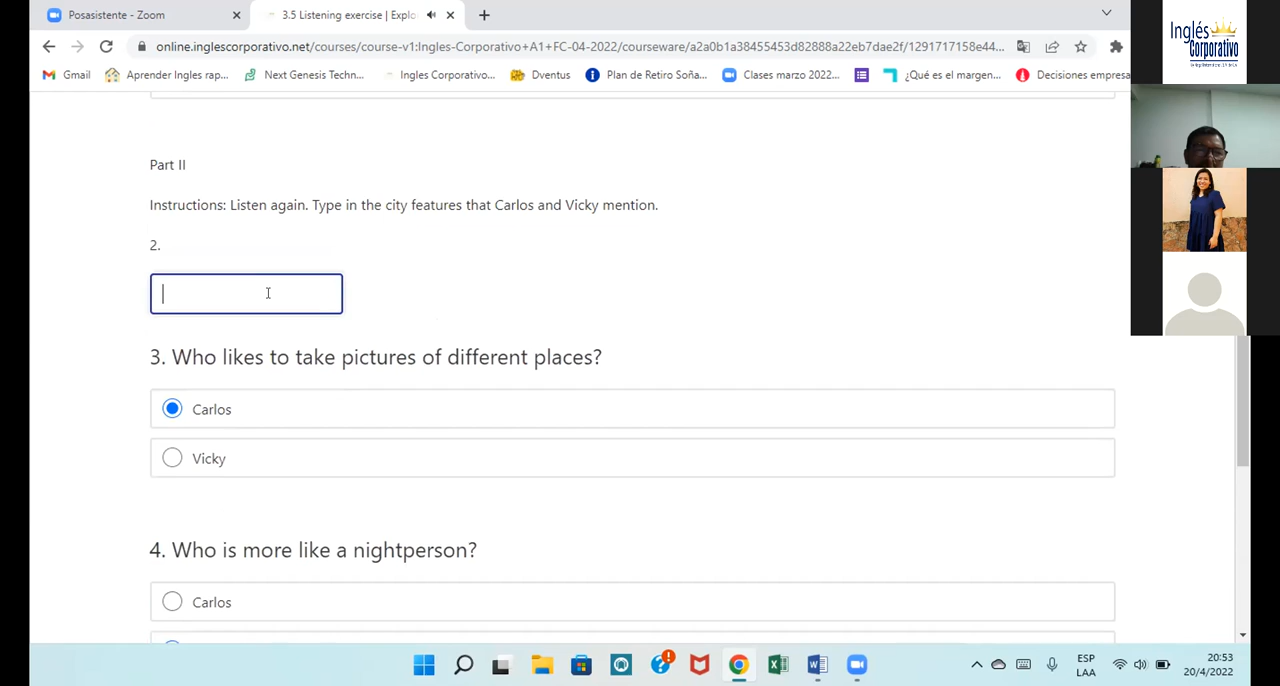 Posasistente - Zoom
3.5 Listening exercise | Explo
online.inglescorporativo.net/courses/course-v1:Ingles-Corporativo+A1+FC-04-2022/courseware/a2a0b1a38455453d82888a22eb7dae2f/1291717158e44...
Gmail
Aprender Ingles rap...
Next Genesis Techn...
Ingles Corporativo...
Dventus
Plan de Retiro Soña...
Clases marzo 2022...
¿Qué es el margen...
Decisiones empresa
Inglés
Corporativo
Part II
Instructions: Listen again. Type in the city features that Carlos and Vicky mention.
2.
3. Who likes to take pictures of different places?
Carlos
Vicky
4. Who is more like a nightperson?
Carlos
ESP
LAA
20:53
20/4/2022